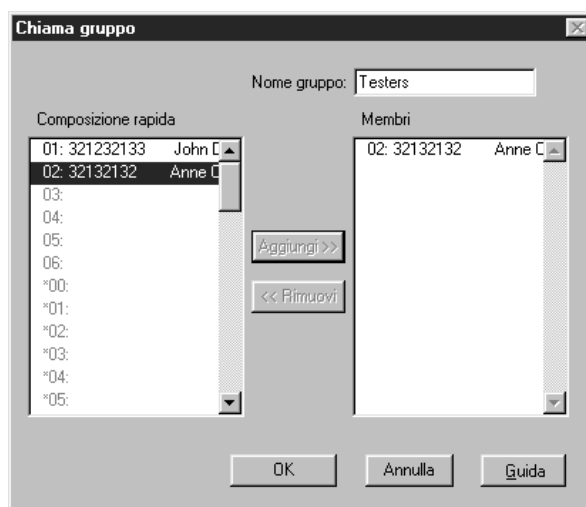 Chiama gruppo
Nome gruppo: Testers
Composizione rapida
Membri
01: 321232133 John
02: 32132132 Anne
03:
04:
05:
06:
*00:
*01:
*02:
*03:
*04:
*05:
02: 32132132 Anne
Aggiungi >>
<< Rimuovi
OK
Annulla
Guida